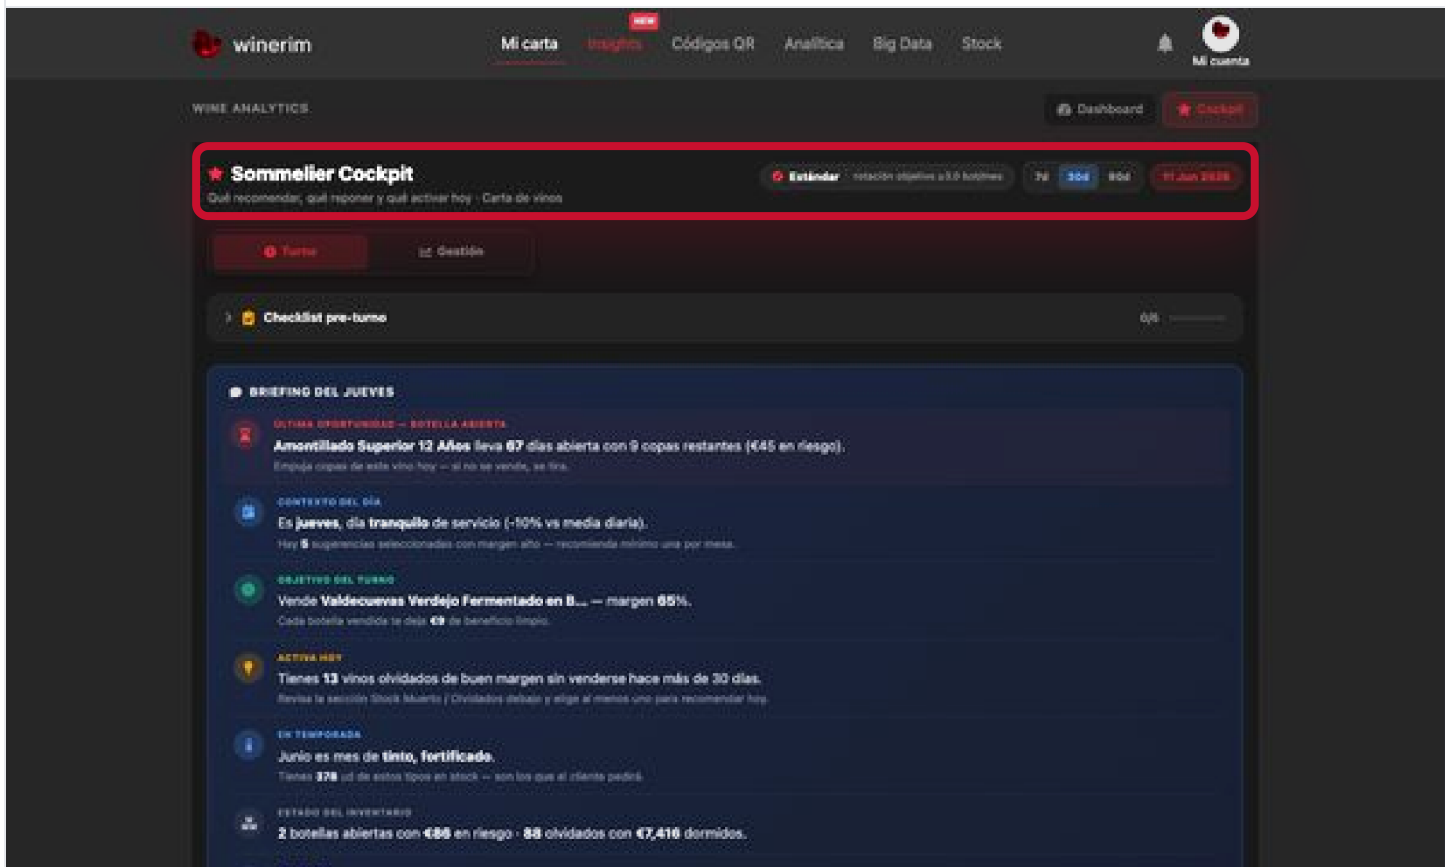 NEW
winerim
Mi carta
Insights
Códigos QR
Analítica
Big Data
Stock
Mi cuenta
WINE ANALYTICS
Dashboard
Cockpit
Sommelier Cockpit
Estándar · rotación objetivo ≥3.0 bot/mes
7d 30d 90d
11 Jun 2026
Qué recomendar, qué reponer y qué activar hoy · Carta de vinos
Turno
Gestión
Checklist pre-turno
BRIEFING DEL JUEVES
ÚLTIMA OPORTUNIDAD — BOTELLA ABIERTA
Amontillado Superior 12 Años lleva 67 días abierta con 9 copas restantes (€45 en riesgo).
Empuja copas de este vino hoy — si no se vende, se tira.
CONTEXTO DEL DÍA
Es jueves, día tranquilo de servicio (-10% vs media diaria).
Hay 5 sugerencias seleccionadas con margen alto — recomienda mínimo una por mesa.
OBJETIVO DEL TURNO
Vende Valdecuevas Verdejo Fermentado en B... — margen 65%.
Cada botella vendida te deja €9 de beneficio limpio.
ACTIVA HOY
Tienes 13 vinos olvidados de buen margen sin venderse hace más de 30 días.
Revisa la sección Stock Muerto / Olvidados debajo y elige al menos uno para recomendar hoy.
EN TEMPORADA
Junio es mes de tinto, fortificado.
Tienes 378 ud de estos tipos en stock — son los que el cliente pedirá.
ESTADO DEL INVENTARIO
2 botellas abiertas con €86 en riesgo · 88 olvidados con €7,416 dormidos.